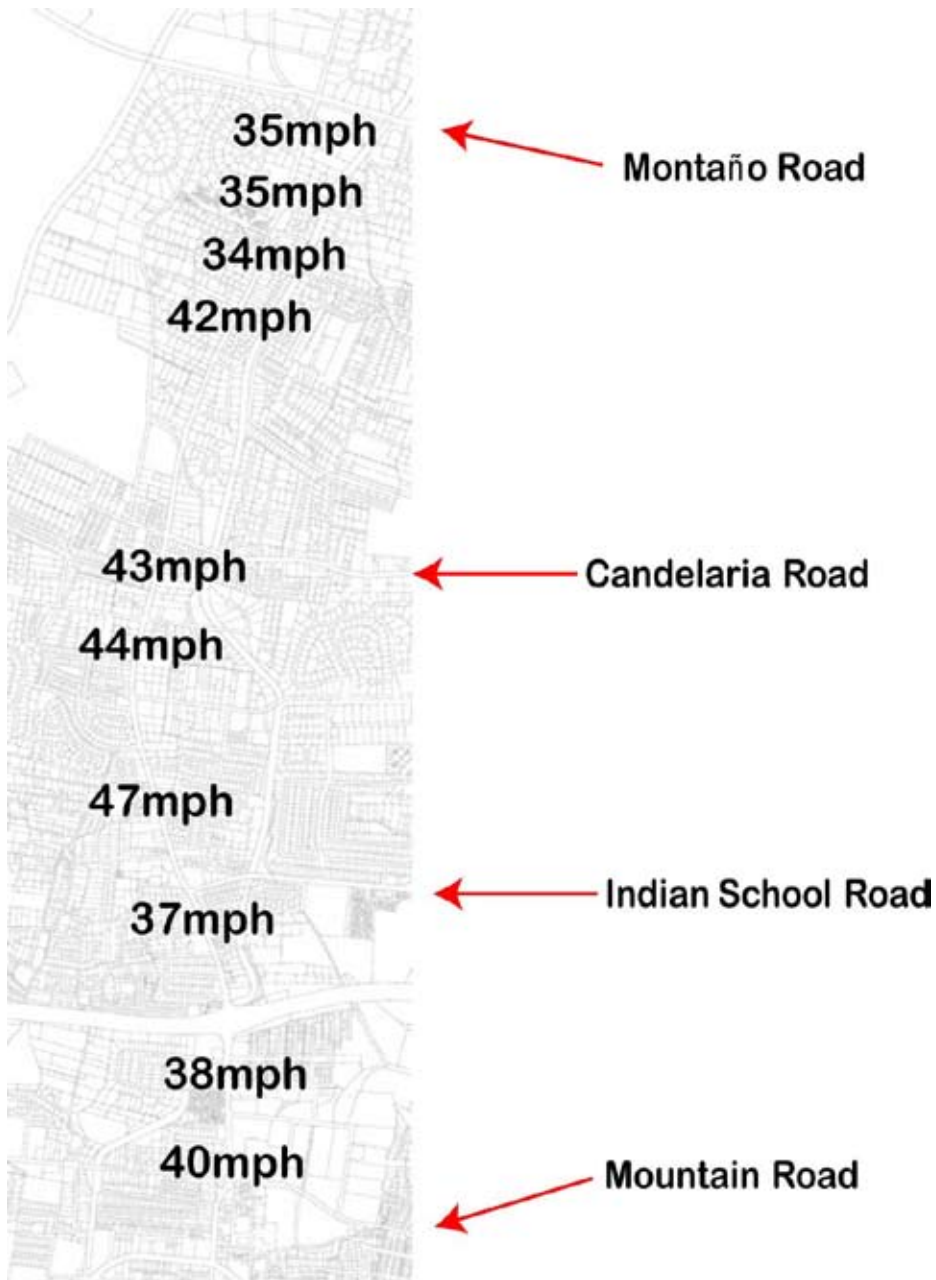 35mph
Montaño Road
35mph
34mph
42mph
43mph
Candelaria Road
44mph
47mph
Indian School Road
37mph
38mph
40mph
Mountain Road